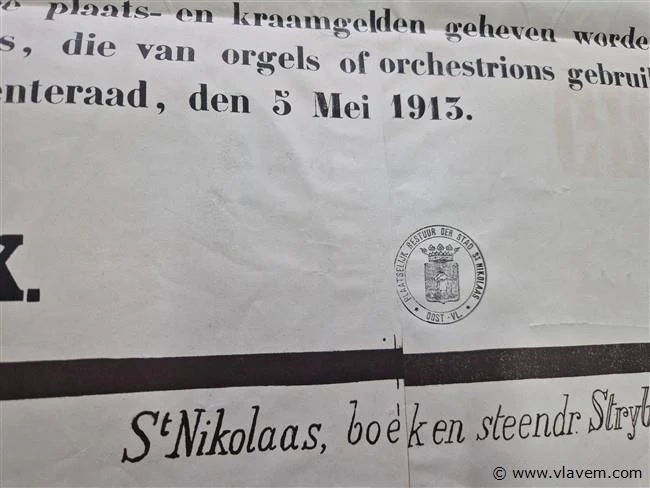 plaats- en kraamgelden geheven worde
s, die van orgels of orchestrions gebrui
enteraad, den 5 Mei 1913.
K.
PLAATSELIJK BESTUUR DER STAD ST NIKOLAAS
* OOST-VL. *
St Nikolaas, boek en steendr. Stryb
© www.vlavem.com